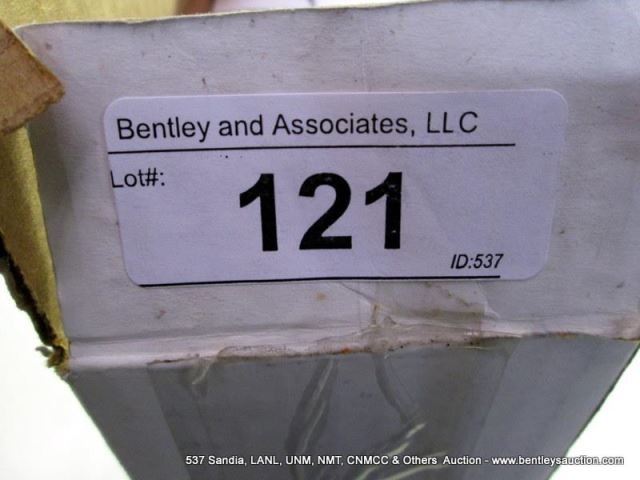 Bentley and Associates, LLC
Lot#:
121
ID:537
537 Sandia, LANL, UNM, NMT, CNMCC & Others Auction - www.bentleysauction.com